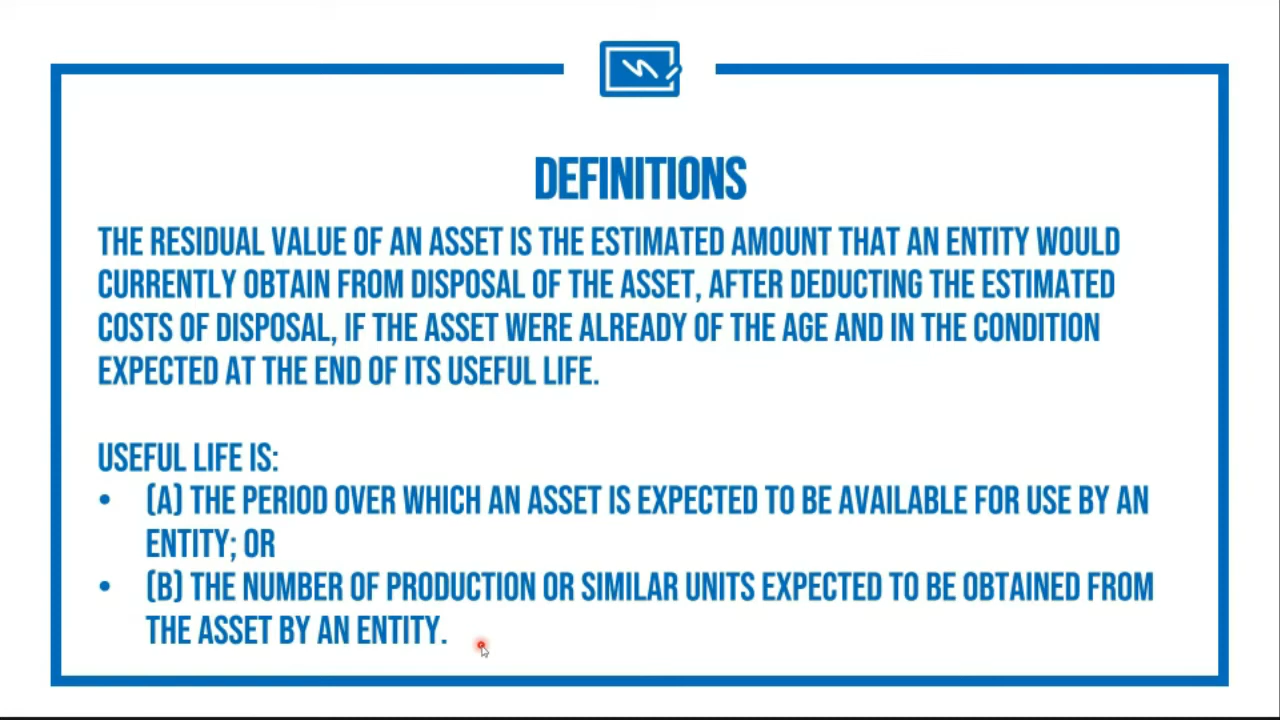 DEFINITIONS
THE RESIDUAL VALUE OF AN ASSET IS THE ESTIMATED AMOUNT THAT AN ENTITY WOULD
CURRENTLY OBTAIN FROM DISPOSAL OF THE ASSET, AFTER DEDUCTING THE ESTIMATED
COSTS OF DISPOSAL, IF THE ASSET WERE ALREADY OF THE AGE AND IN THE CONDITION
EXPECTED AT THE END OF ITS USEFUL LIFE.
USEFUL LIFE IS:
• (A) THE PERIOD OVER WHICH AN ASSET IS EXPECTED TO BE AVAILABLE FOR USE BY AN
ENTITY; OR
• (B) THE NUMBER OF PRODUCTION OR SIMILAR UNITS EXPECTED TO BE OBTAINED FROM
THE ASSET BY AN ENTITY.